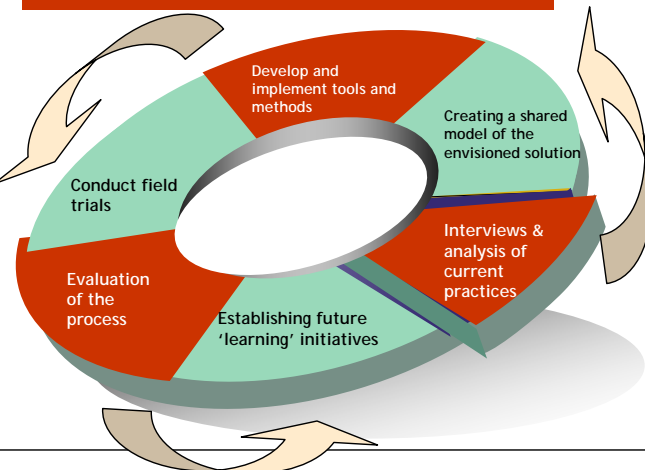 Develop and
implement tools and
methods
Creating a shared
model of the
envisioned solution
Conduct field
trials
Interviews &
analysis of
current
practices
Evaluation
of the
process
Establishing future
‘learning’ initiatives